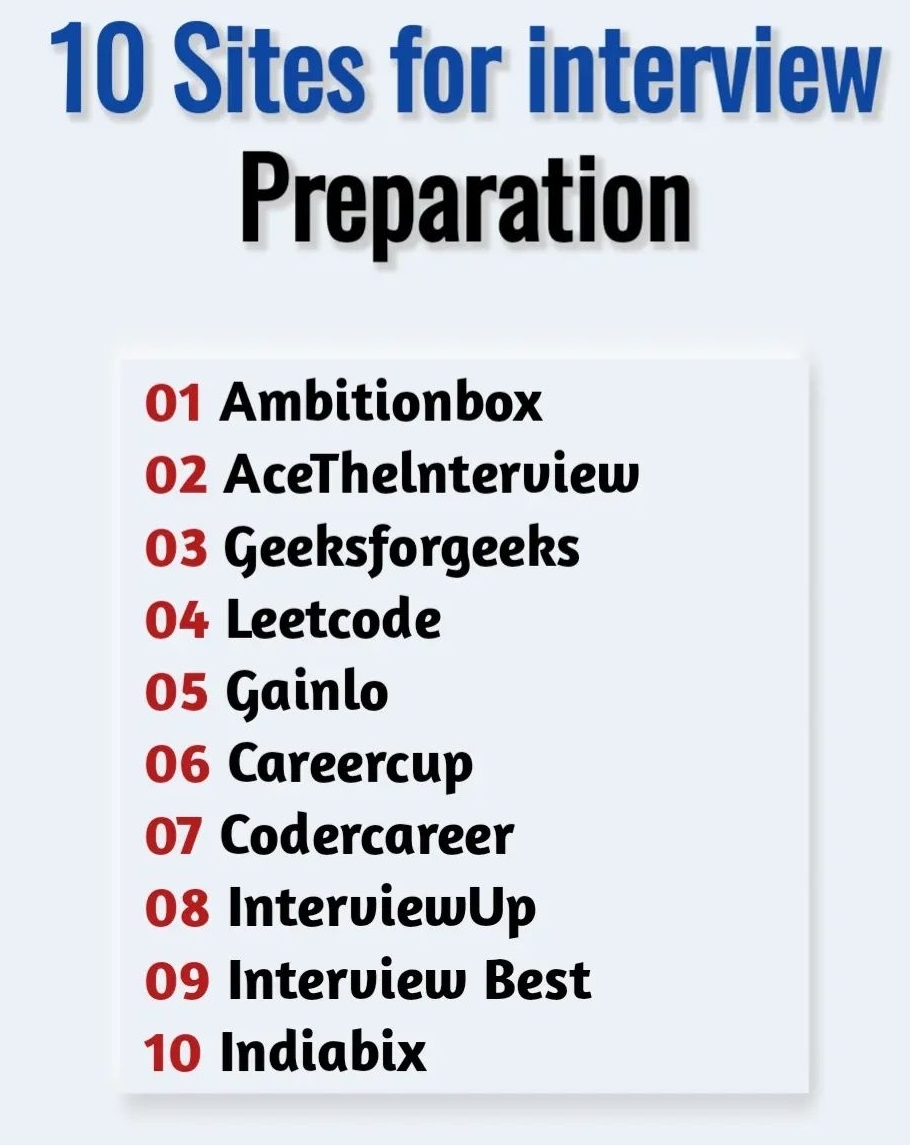 10 Sites for interview
Preparation
01 Ambitionbox
02 AceThelnterview
03 Geeksforgeeks
04 Leetcode
05 Gainlo
06 Careercup
07 Codercareer
08 InterviewUp
09 Interview Best
10 Indiabix